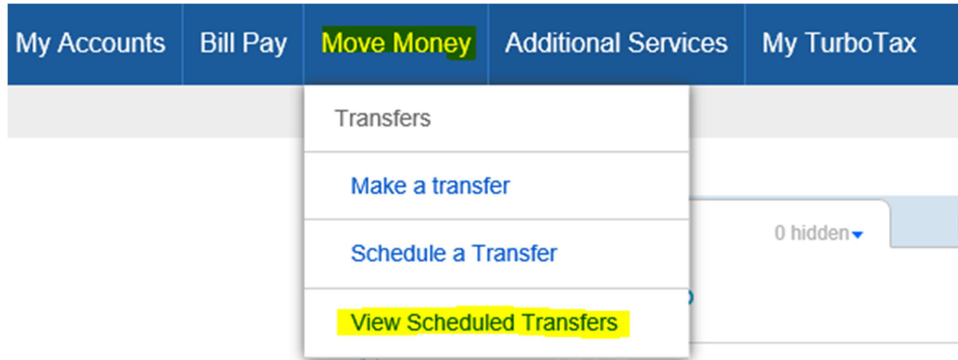 My Accounts Bill Pay Move Money Additional Services My TurboTax
Transfers
Make a transfer
0 hidden
Schedule a Transfer
View Scheduled Transfers